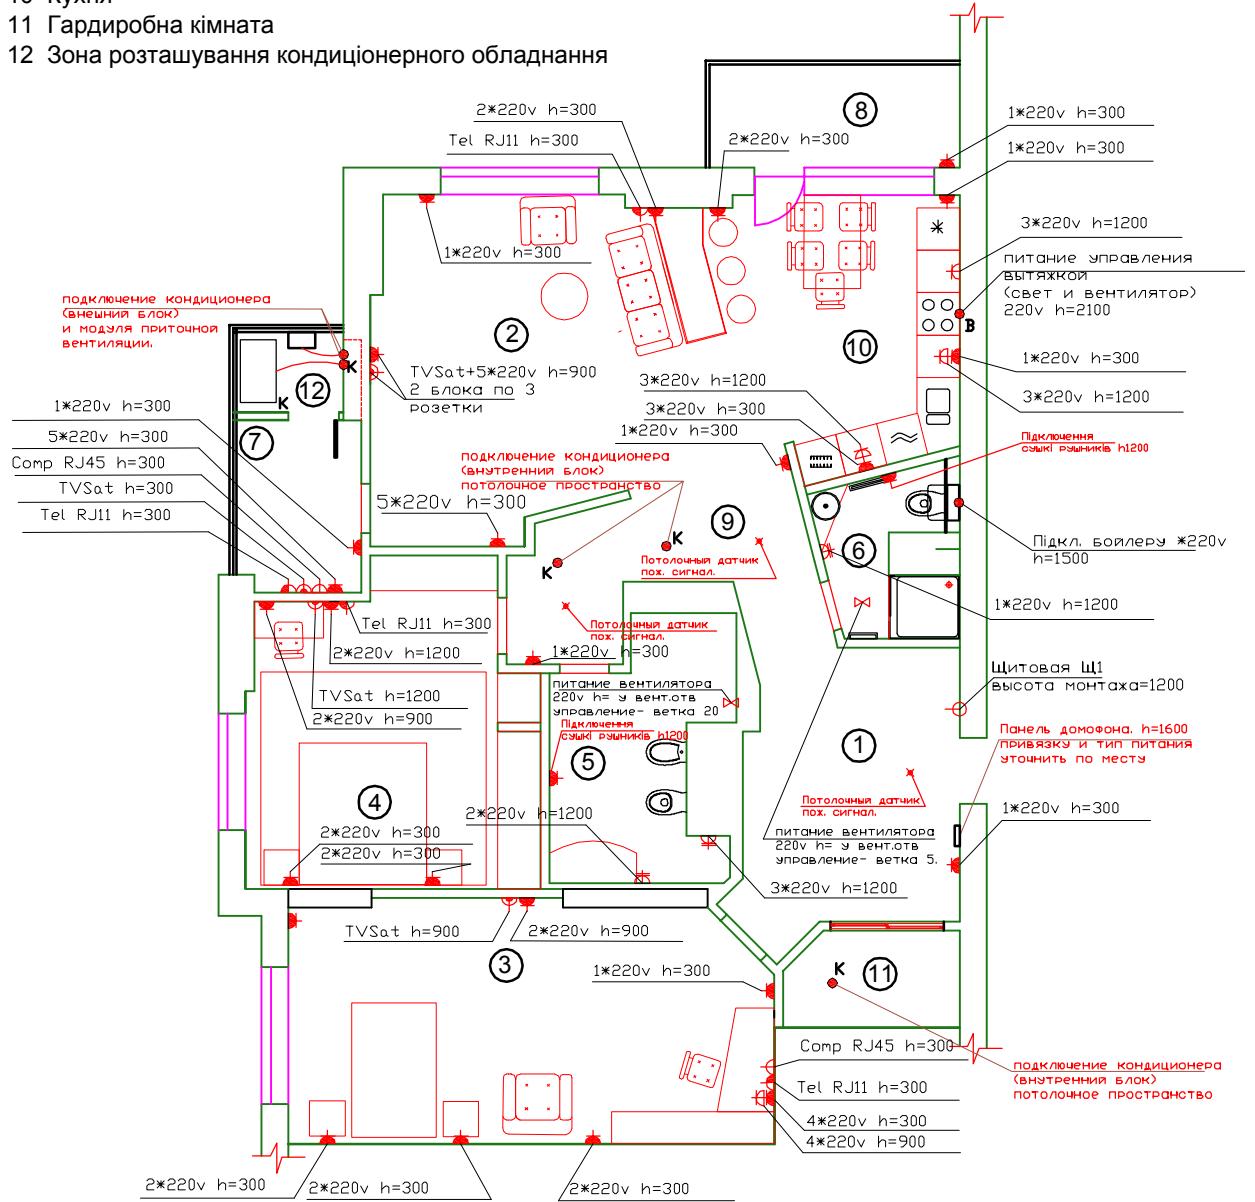 10 Кухня
11 Гардиробна кімната
12 Зона розташування кондиціонерного обладнання
2*220v h=300
Tel RJ11 h=300
2*220v h=300
8
1*220v h=300
1*220v h=300
1*220v h=300
3*220v h=1200
питание управления
вытяжкой
(свет и вентилятор)
220v h=2100
В
подключение кондиционера
(внешний блок)
и модуля приточной
вентиляции.
2
10
К
К
12
TVSat+5*220v h=900
2 блока по 3
розетки
1*220v h=300
3*220v h=1200
3*220v h=1200
3*220v h=300
1*220v h=300
1*220v h=300
5*220v h=300
Comp RJ45 h=300
TVSat h=300
Tel RJ11 h=300
7
подключение кондиционера
(внутренний блок)
потолочное пространство
Підключення
сушкі рушників h1200
5*220v h=300
9
К
К
6
Потолочный датчик
пож. сигнал.
Підкл. бойлеру *220v
h=1500
1*220v h=1200
Tel RJ11 h=300
2*220v h=1200
Потолочный датчик
пож. сигнал.
1*220v h=300
TVSat h=1200
2*220v h=900
питание вентилятора
220v h= у вент.отв
управление- ветка 20
Підключення
сушкі рушників h1200
Щитовая Щ1
высота монтажа=1200
Панель домофона. h=1600
привязку и тип питания
уточнить по месту
1
5
4
Потолочный датчик
пож. сигнал.
1*220v h=300
2*220v h=1200
2*220v h=300
2*220v h=300
питание вентилятора
220v h= у вент.отв
управление- ветка 5.
3*220v h=1200
TVSat h=900
2*220v h=900
3
1*220v h=300
К
11
Comp RJ45 h=300
Tel RJ11 h=300
4*220v h=300
4*220v h=900
подключение кондиционера
(внутренний блок)
потолочное пространство
2*220v h=300
2*220v h=300
2*220v h=300